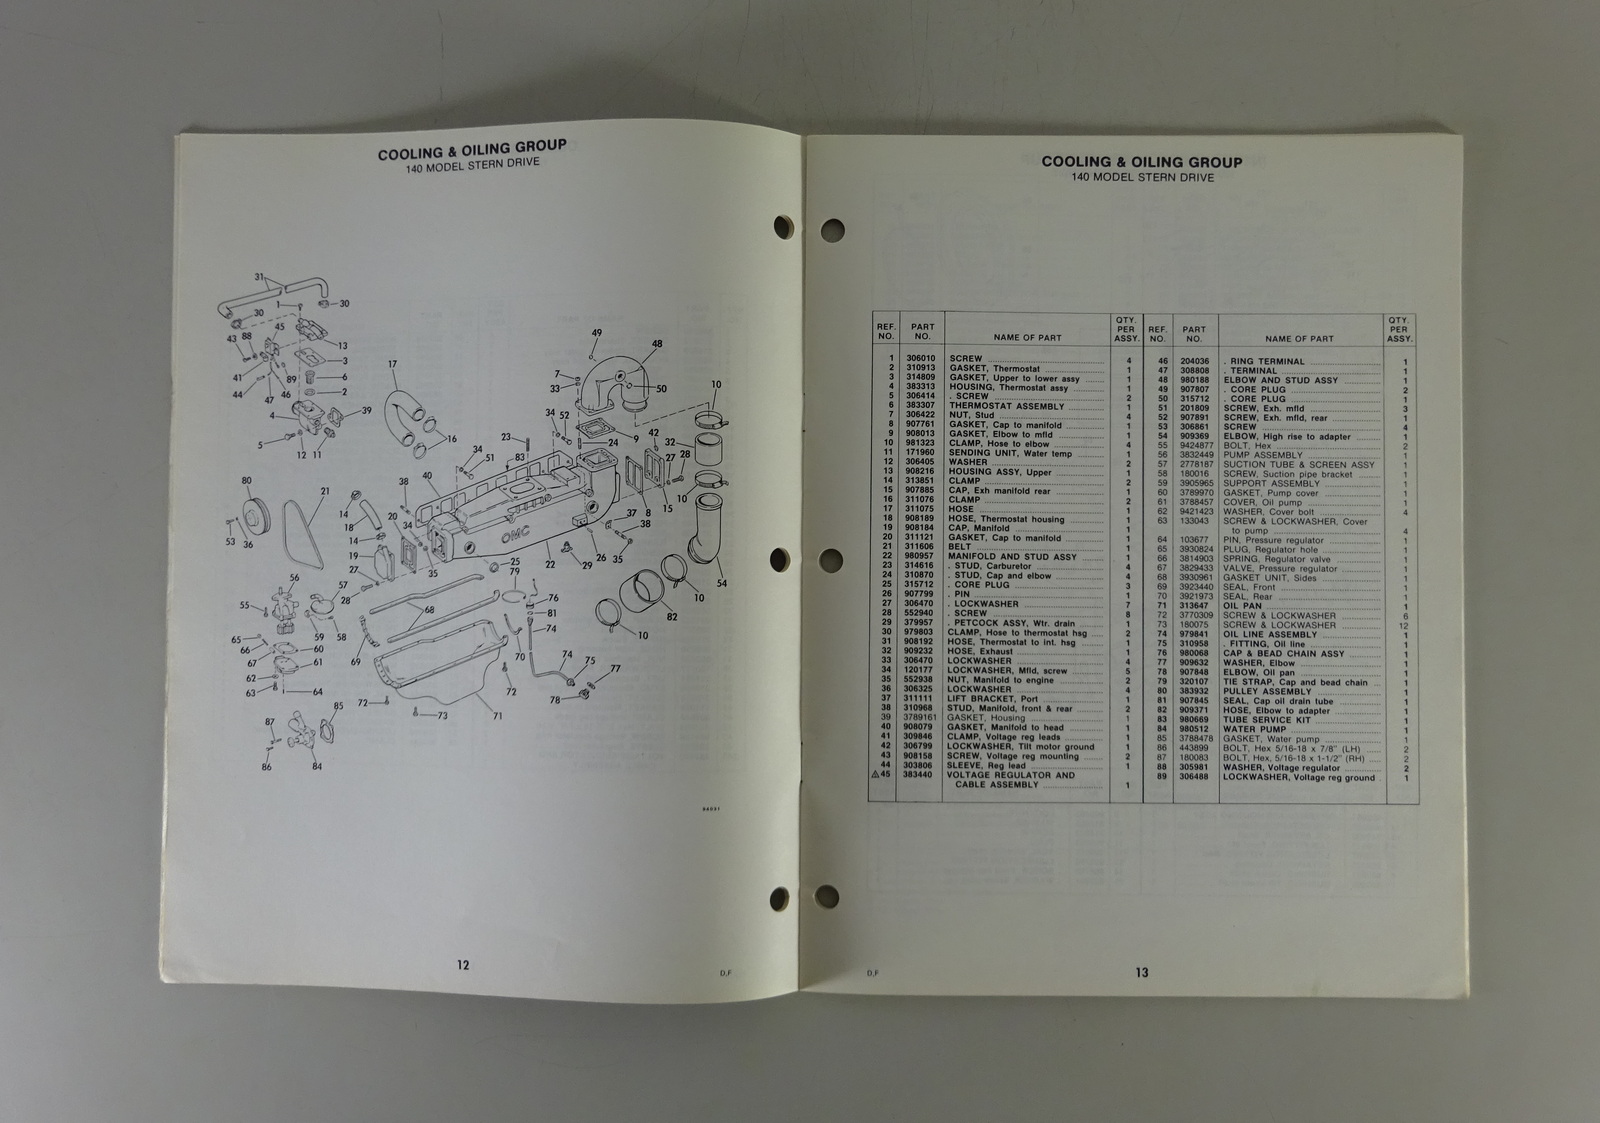 COOLING & OILING GROUP
140 MODEL STERN DRIVE
OMC
12
D.F
COOLING & OILING GROUP
140 MODEL STERN DRIVE
REF. NO. PART NO. NAME OF PART QTY. PER ASSY. REF. NO. PART NO. NAME OF PART QTY. PER ASSY.
1 306010 SCREW 4
2 310913 GASKET, Thermostat 1
3 314809 GASKET, Upper to lower assy 1
4 383313 HOUSING, Thermostat assy 1
5 306414 . SCREW 2
6 383307 THERMOSTAT ASSEMBLY 1
7 306422 NUT, Stud 4
8 907761 GASKET, Cap to manifold 1
9 908013 GASKET, Elbow to mfld 1
10 981323 CLAMP, Hose to elbow 4
11 171960 SENDING UNIT, Water temp 1
12 306405 WASHER 2
13 908216 HOUSING ASSY, Upper 1
14 313851 CLAMP 2
15 907885 CAP, Exh manifold rear 1
16 311076 CLAMP 2
17 311075 HOSE 1
18 908189 HOSE, Thermostat housing 1
19 908184 CAP, Manifold 1
20 311121 GASKET, Cap to manifold 1
21 311606 BELT 1
22 980957 MANIFOLD AND STUD ASSY 1
23 314616 . STUD, Carburetor 4
24 310870 . STUD, Cap and elbow 4
25 315712 . CORE PLUG 3
26 907799 . PIN 1
27 306470 . LOCKWASHER 7
28 552940 . SCREW 8
29 379957 . PETCOCK ASSY, Wtr. drain 1
30 979803 CLAMP, Hose to thermostat hsg 2
31 908192 HOSE, Thermostat to int. hsg 1
32 909232 HOSE, Exhaust 1
33 306470 LOCKWASHER 4
34 120177 LOCKWASHER, Mfld, screw 5
35 552938 NUT, Manifold to engine 2
36 306325 LOCKWASHER 4
37 311111 LIFT BRACKET, Port 1
38 310968 STUD, Manifold, front & rear 2
39 3789161 GASKET, Housing 1
40 908079 GASKET, Manifold to head 1
41 309846 CLAMP, Voltage reg leads 1
42 306799 LOCKWASHER, Tilt motor ground 1
43 908158 SCREW, Voltage reg mounting 2
44 303806 SLEEVE, Reg lead 1
⚠45 383440 VOLTAGE REGULATOR AND
CABLE ASSEMBLY 1
46 204036 . RING TERMINAL 1
47 308808 . TERMINAL 1
48 980188 ELBOW AND STUD ASSY 1
49 907807 . CORE PLUG 2
50 315712 . CORE PLUG 1
51 201809 SCREW, Exh. mfld 3
52 907891 SCREW, Exh. mfld, rear 1
53 306861 SCREW 4
54 909369 ELBOW, High rise to adapter 1
55 9424877 BOLT, Hex 2
56 3832449 PUMP ASSEMBLY 1
57 2778187 SUCTION TUBE & SCREEN ASSY 1
58 180016 SCREW, Suction pipe bracket 1
59 3905965 SUPPORT ASSEMBLY 1
60 3789970 GASKET, Pump cover 1
61 3788457 COVER, Oil pump 1
62 9421423 WASHER, Cover bolt 4
63 133043 SCREW & LOCKWASHER, Cover
to pump 4
64 103677 PIN, Pressure regulator 1
65 3930824 PLUG, Regulator hole 1
66 3814903 SPRING, Regulator valve 1
67 3829433 VALVE, Pressure regulator 1
68 3930961 GASKET UNIT, Sides 1
69 3923440 SEAL, Front 1
70 3921973 SEAL, Rear 1
71 313647 OIL PAN 1
72 3770309 SCREW & LOCKWASHER 6
73 180075 SCREW & LOCKWASHER 12
74 979841 OIL LINE ASSEMBLY 1
75 310958 . FITTING, Oil line 1
76 980068 CAP & BEAD CHAIN ASSY 1
77 909632 WASHER, Elbow 1
78 907848 ELBOW, Oil pan 1
79 320107 TIE STRAP, Cap and bead chain 1
80 383932 PULLEY ASSEMBLY 1
81 907845 SEAL, Cap oil drain tube 1
82 909371 HOSE, Elbow to adapter 1
83 980669 TUBE SERVICE KIT 1
84 980512 WATER PUMP 1
85 3788478 GASKET, Water pump 1
86 443899 BOLT, Hex 5/16-18 x 7/8" (LH) 2
87 180083 BOLT, Hex, 5/16-18 x 1-1/2" (RH) 2
88 305981 WASHER, Voltage regulator 2
89 306488 LOCKWASHER, Voltage reg ground 1
D.F
13